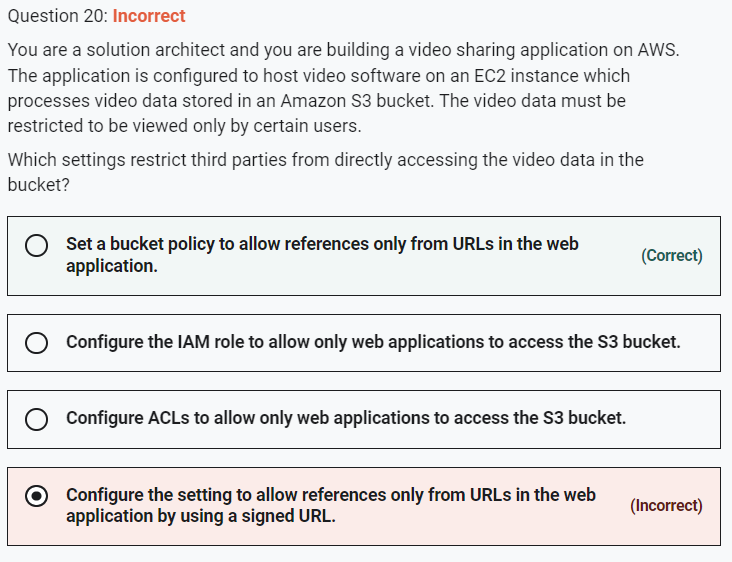 Question 20: Incorrect
You are a solution architect and you are building a video sharing application on AWS.
The application is configured to host video software on an EC2 instance which
processes video data stored in an Amazon S3 bucket. The video data must be
restricted to be viewed only by certain users.
Which settings restrict third parties from directly accessing the video data in the
bucket?
Set a bucket policy to allow references only from URLs in the web
application.
(Correct)
Configure the IAM role to allow only web applications to access the S3 bucket.
Configure ACLs to allow only web applications to access the S3 bucket.
Configure the setting to allow references only from URLs in the web
application by using a signed URL.
(Incorrect)